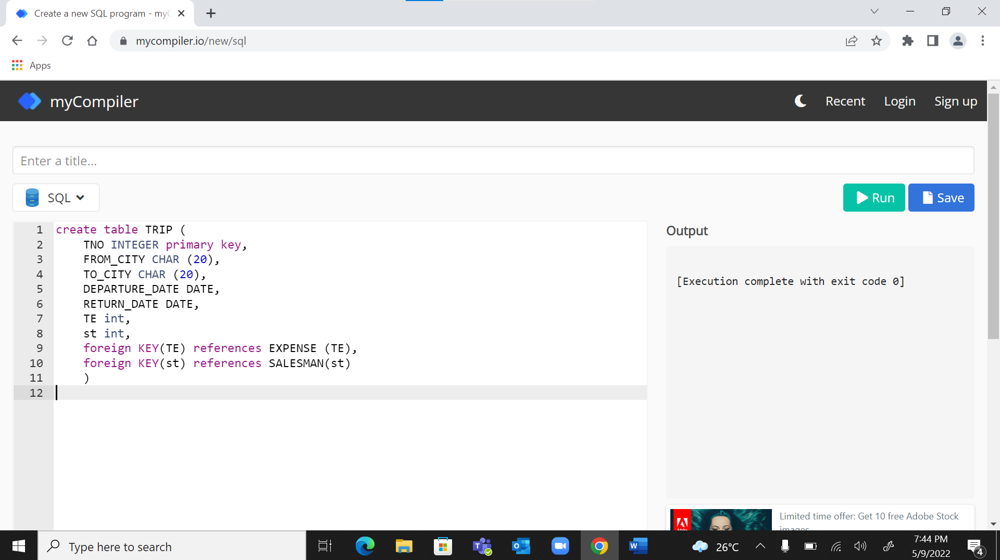 Create a new SQL program - my
mycompiler.io/new/sql
Apps
myCompiler
Recent
Login
Sign up
Enter a title...
SQL
Run
Save
1 create table TRIP (
2 TNO INTEGER primary key,
3 FROM_CITY CHAR (20),
4 TO_CITY CHAR (20),
5 DEPARTURE_DATE DATE,
6 RETURN_DATE DATE,
7 TE int,
8 st int,
9 foreign KEY(TE) references EXPENSE (TE),
10 foreign KEY(st) references SALESMAN(st)
11 )
12
Output
[Execution complete with exit code 0]
Limited time offer: Get 10 free Adobe Stock
images
Type here to search
26°C
7:44 PM
5/9/2022
4